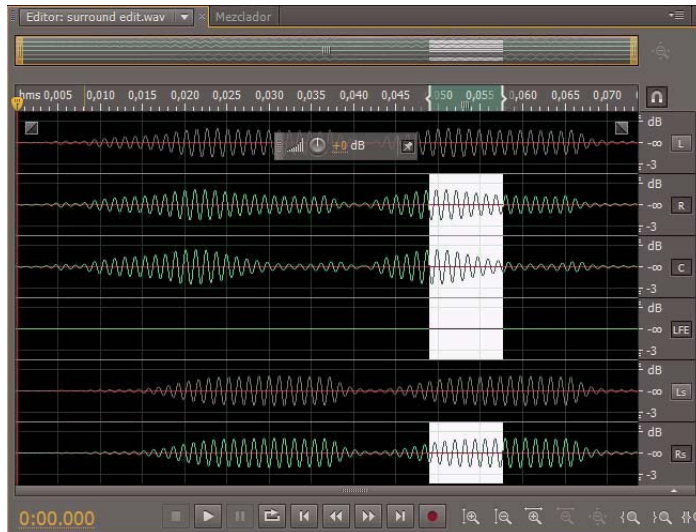 Editor: surround edit.wav Mezclador
hms 0,005 0,010 0,015 0,020 0,025 0,030 0,035 0,040 0,045 050 0,055 0,060 0,065 0,070
dB
-∞ L
-3
+0 dB
dB
-∞ R
-3
dB
-∞ C
-3
dB
-∞ LFE
-3
dB
-∞ Ls
-3
dB
-∞ Rs
-3
0:00.000